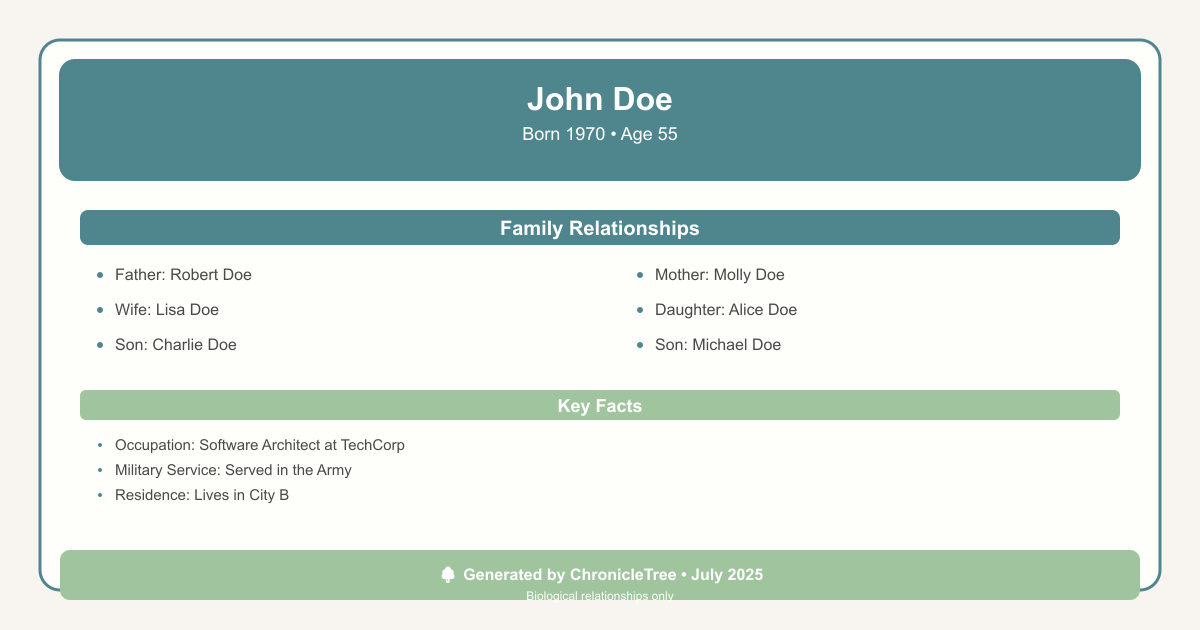 John Doe
Born 1970 • Age 55
Family Relationships
• Father: Robert Doe
• Mother: Molly Doe
• Wife: Lisa Doe
• Daughter: Alice Doe
• Son: Charlie Doe
• Son: Michael Doe
Key Facts
• Occupation: Software Architect at TechCorp
• Military Service: Served in the Army
• Residence: Lives in City B
Generated by ChronicleTree • July 2025
Biological relationships only